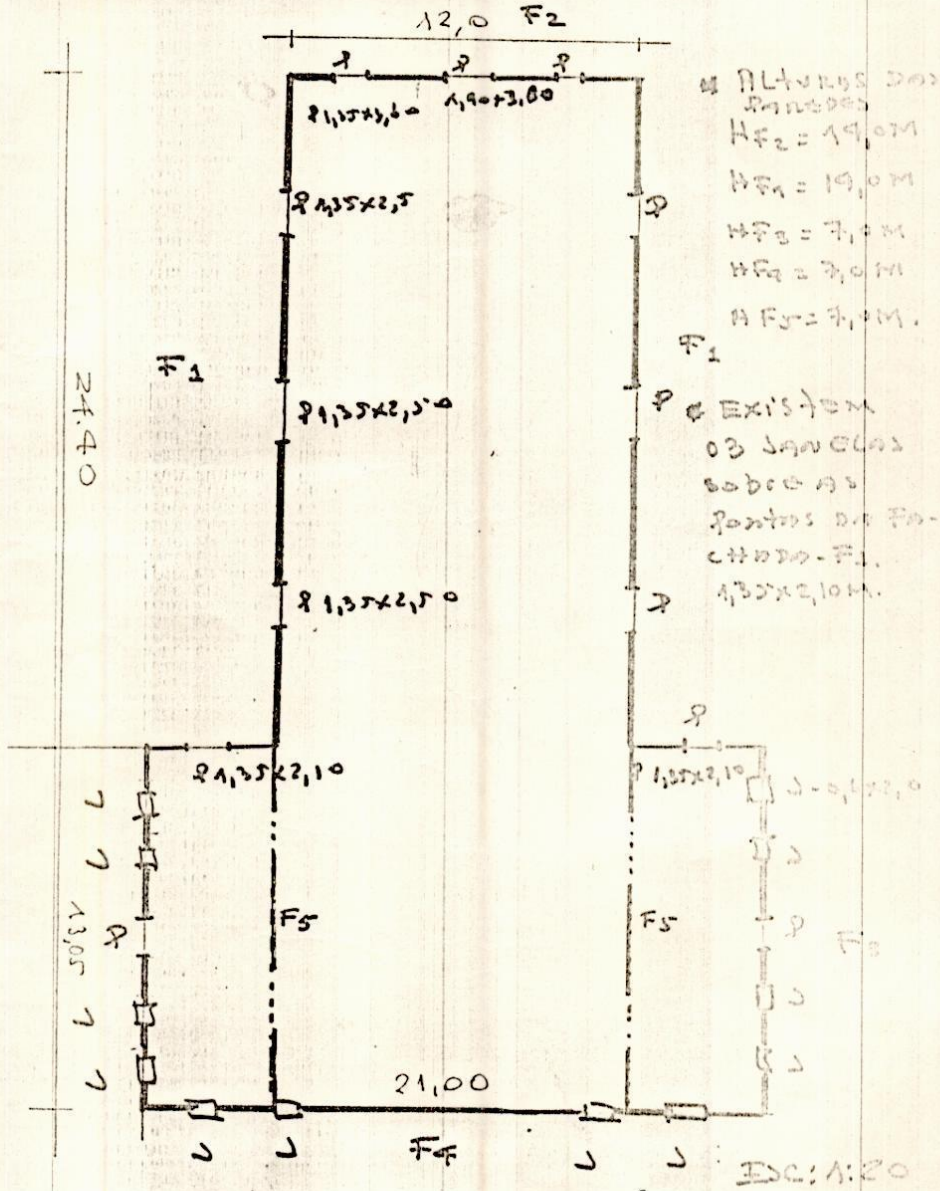 12,0 F2
P P P
P 1,35x3,60 1,90x3,60
* ALTURAS DAS
PAREDES
HF2 = 19,0M
HF1 = 19,0M
HF3 = 7,0M
HF4 = 7,0M
HF5 = 7,0M.
P 1,35x2,5
P
F1
F1
24.40
P 1,35x2,50
P
* EXISTEM
03 JANELAS
SOBRE AS
PORTAS DA FA-
CHADA-F1.
1,35x2,10M.
P 1,35x2,50
P
P
P 1,35x2,10
P 1,35x2,10
J
J
J
13,05
P
F5
F5
P
J
J
J
J
J
21,00
J J F4 J J
ESC: 1:20